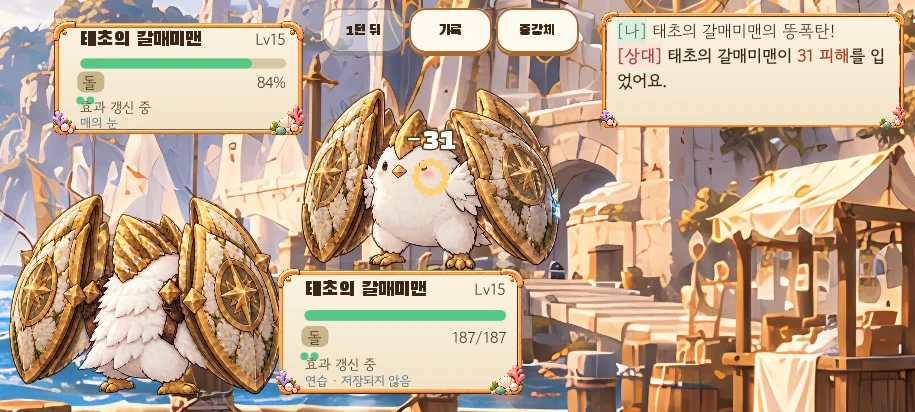 태초의 갈매미맨 Lv15
돌 84%
효과 갱신 중
매의 눈
1턴 뒤
기록
중강체
-31
[나] 태초의 갈매미맨의 똥폭탄!
[상대] 태초의 갈매미맨이 31 피해를 입
었어요.
태초의 갈매미맨 Lv15
돌 187/187
효과 갱신 중
연습 · 저장되지 않음